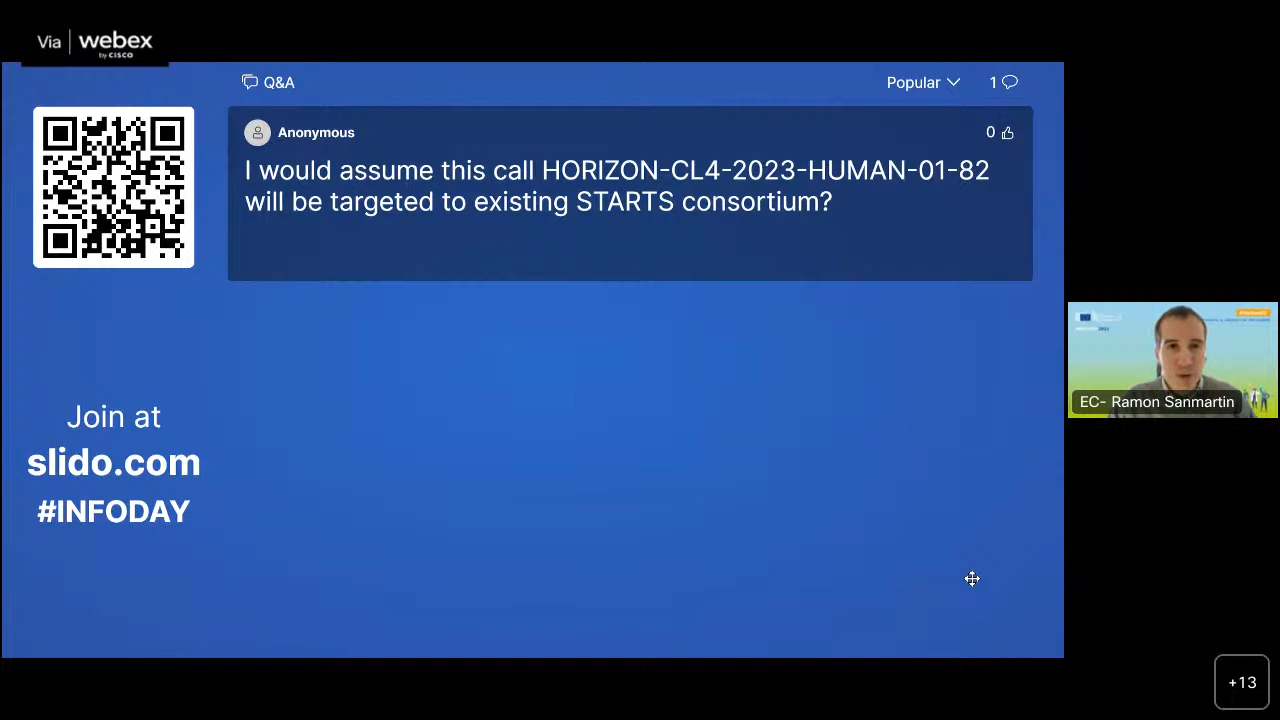 Via webex
by CISCO
Q&A
Popular
1
Anonymous
0
I would assume this call HORIZON-CL4-2023-HUMAN-01-82
will be targeted to existing STARTS consortium?
Join at
slido.com
#INFODAY
EC- Ramon Sanmartin
+13